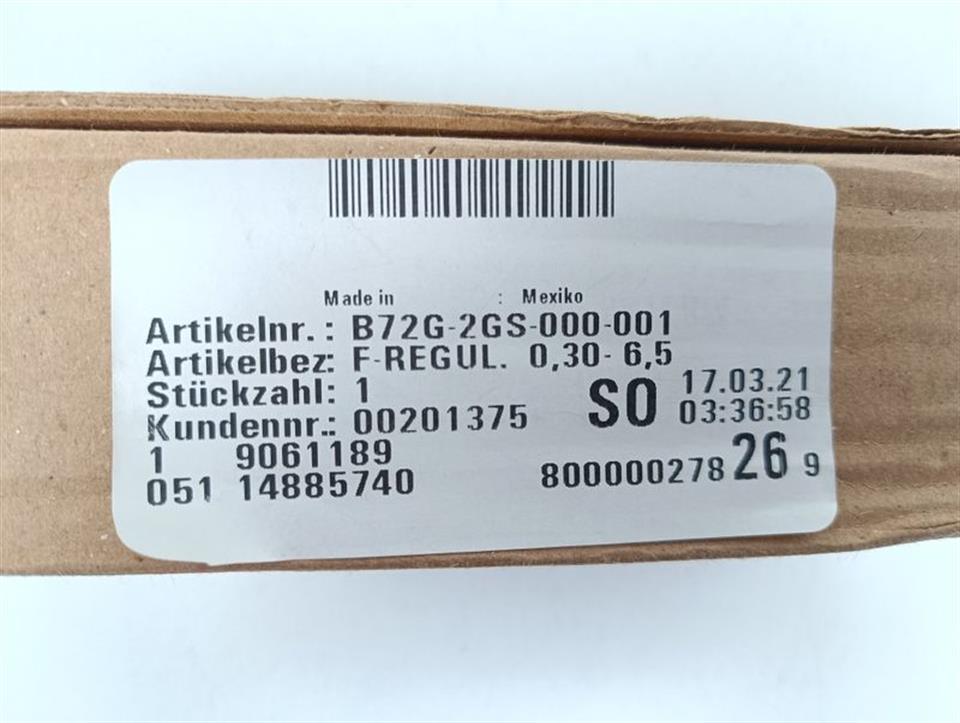 Made in : Mexiko
Artikelnr. : B72G-2GS-000-001
Artikelbez: F-REGUL. 0,30- 6,5
Stückzahl: 1 SO 17.03.21
Kundennr.: 00201375 03:36:58
1 9061189
051 14885740 800000278 26 9